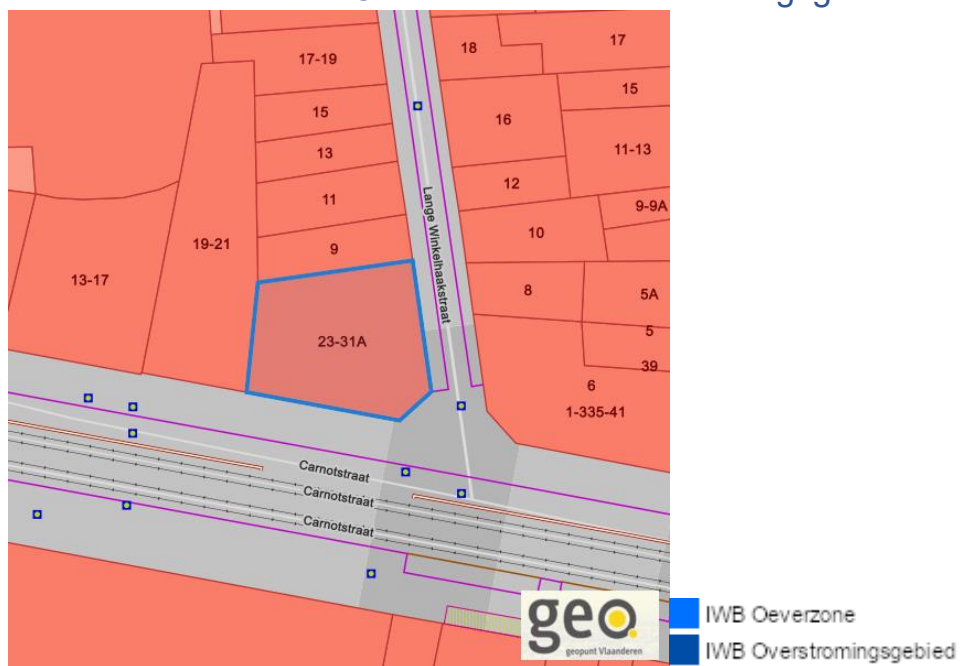 17-19
18
17
15
15
16
13
11-13
12
11
9-9A
10
19-21
9
Lange Winkelhaakstraat
13-17
8
5A
5
23-31A
39
6
1-335-41
Carnotstraat
Carnotstraat
Carnotstraat
geo.
geopunt Vlaanderen
IWB Oeverzone
IWB Overstromingsgebied